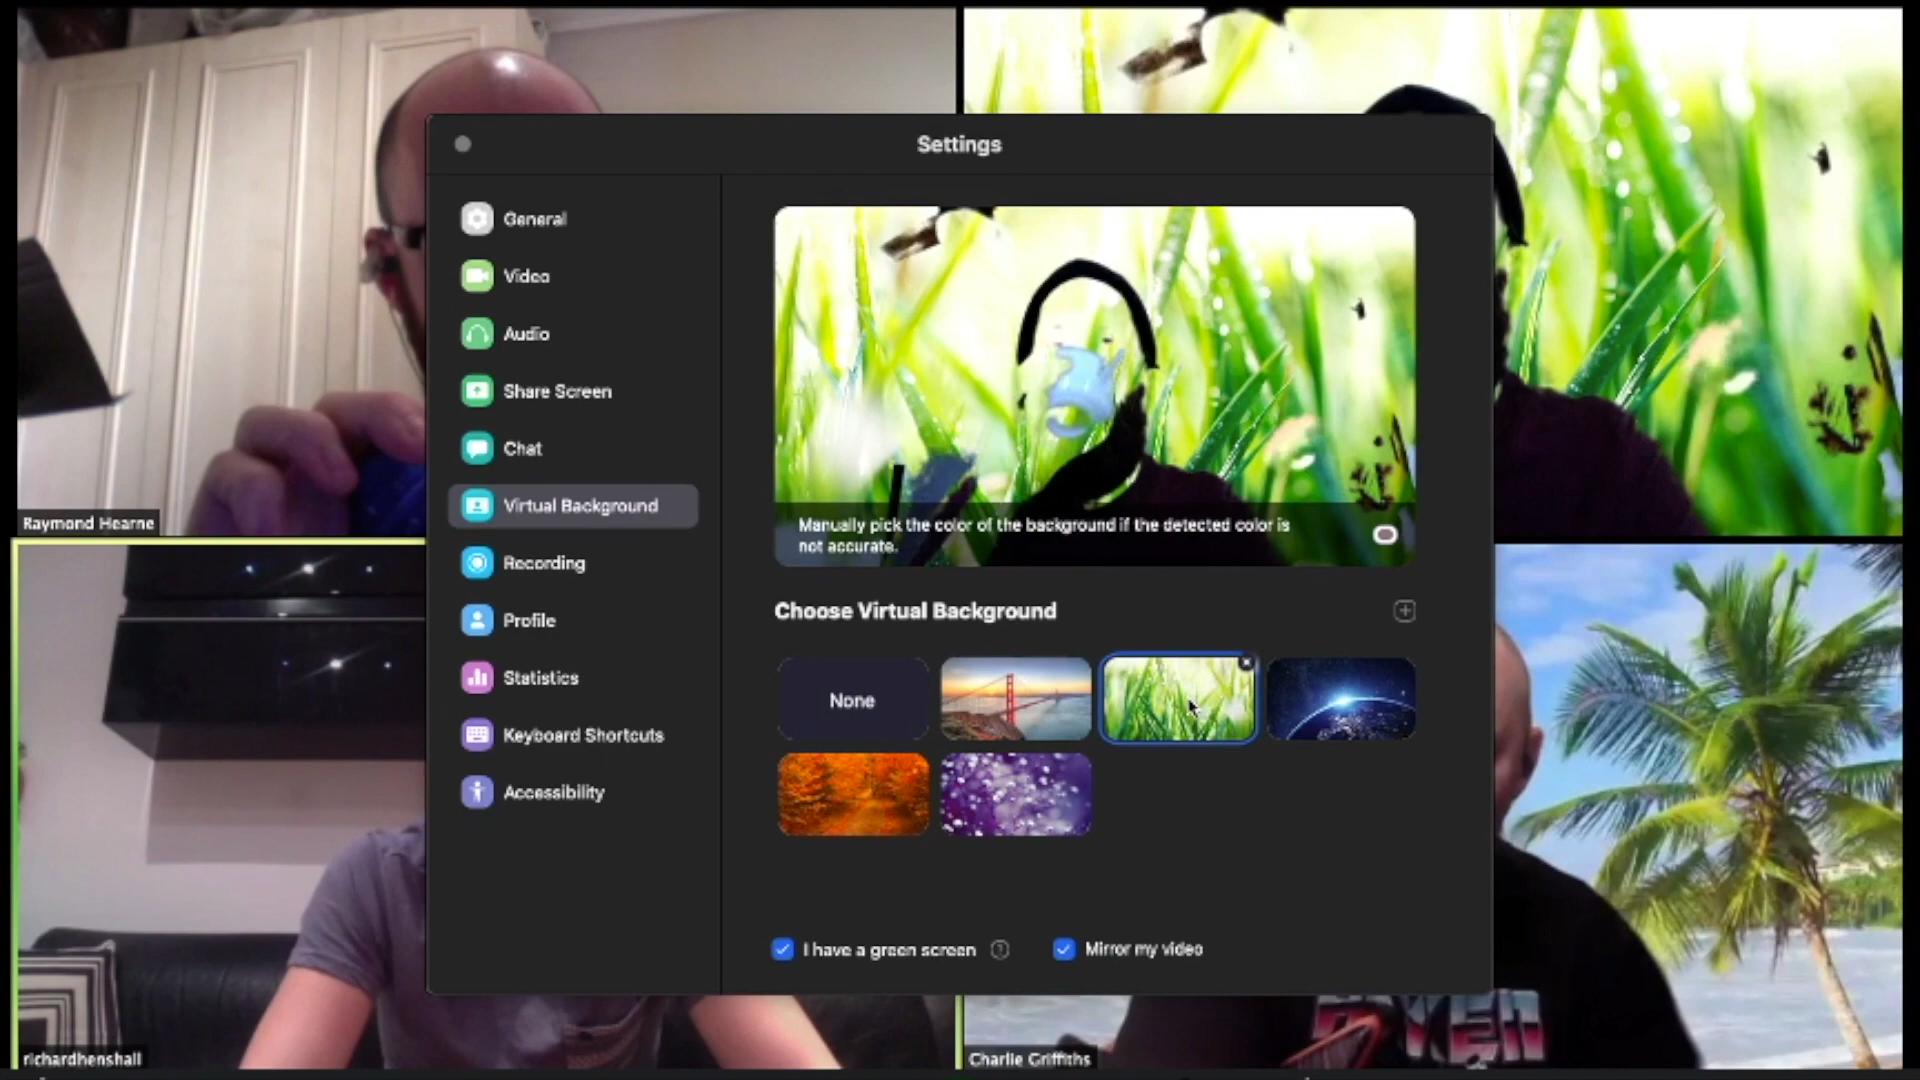 Settings
General
Video
Audio
Share Screen
Chat
Virtual Background
Recording
Profile
Statistics
Keyboard Shortcuts
Accessibility
Manually pick the color of the background if the detected color is
not accurate.
Choose Virtual Background
None
I have a green screen
Mirror my video
Raymond Hearne
richardhenshall
Charlie Griffiths